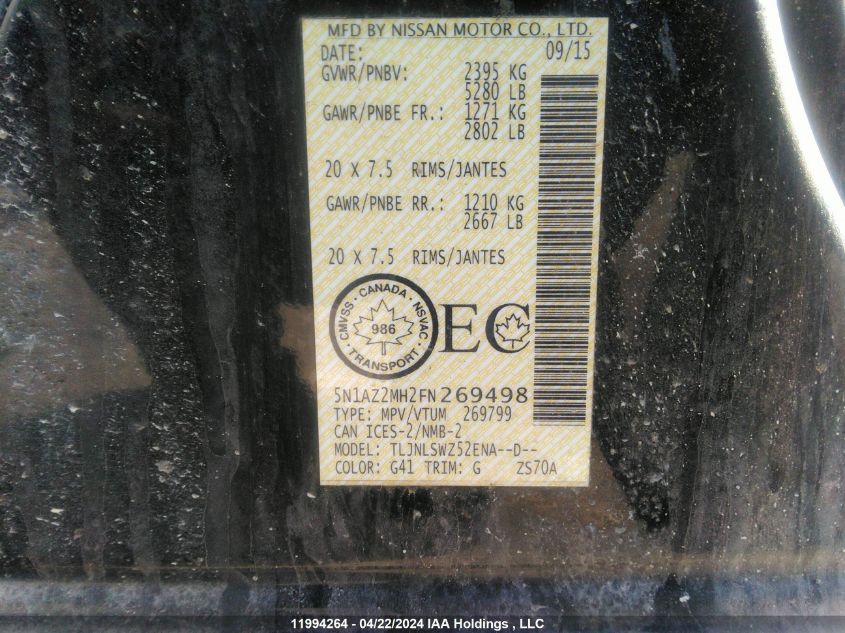 MFD BY NISSAN MOTOR CO., LTD.
DATE: 09/15
GVWR/PNBV: 2395 KG
5280 LB
GAWR/PNBE FR.: 1271 KG
2802 LB
20 X 7.5 RIMS/JANTES
GAWR/PNBE RR.: 1210 KG
2667 LB
20 X 7.5 RIMS/JANTES
CMVSS · CANADA · NSVAC
986
· TRANSPORT ·
EC
5N1AZ2MH2FN269498
TYPE: MPV/VTUM 269799
CAN ICES-2/NMB-2
MODEL: TLJNLSWZ52ENA--D--
COLOR: G41 TRIM: G ZS70A
11994264 - 04/22/2024 IAA Holdings , LLC